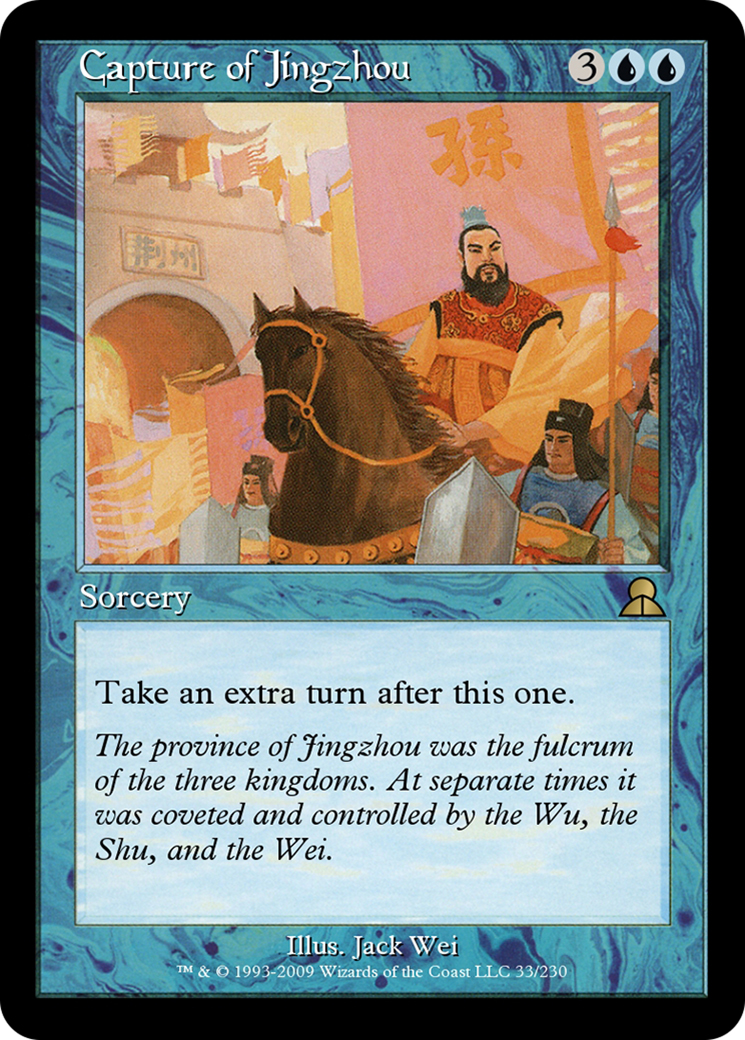 Capture of Jingzhou 3
孫
荆州
Sorcery
Take an extra turn after this one.
The province of Jingzhou was the fulcrum
of the three kingdoms. At separate times it
was coveted and controlled by the Wu, the
Shu, and the Wei.
Illus. Jack Wei
™ & © 1993-2009 Wizards of the Coast LLC 33/230